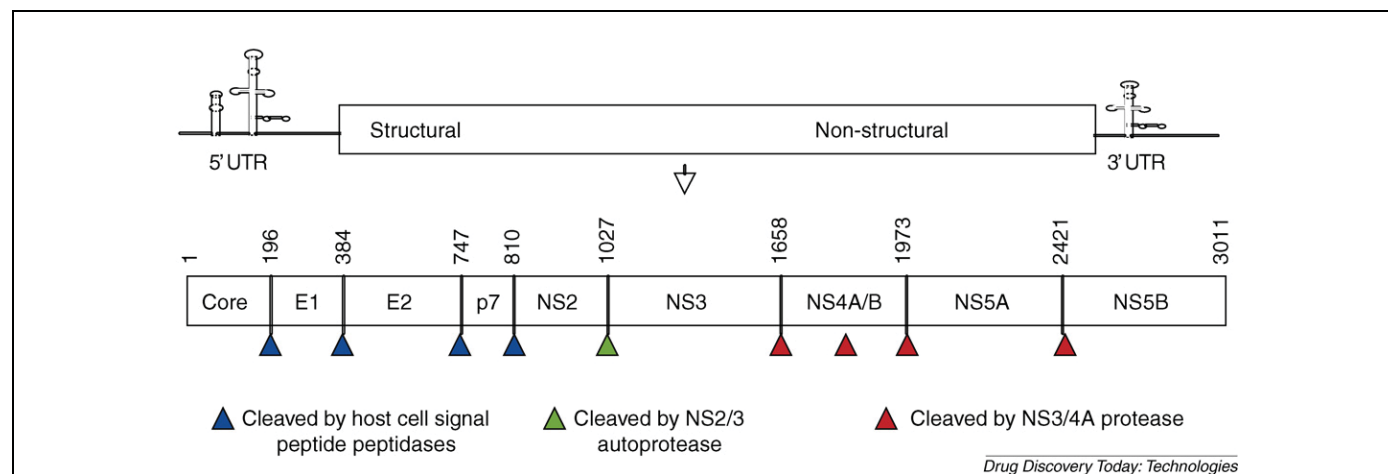 Structural Non-structural
5' UTR 3' UTR
1 196 384 747 810 1027 1658 1973 2421 3011
Core E1 E2 p7 NS2 NS3 NS4A/B NS5A NS5B
Cleaved by host cell signal
peptide peptidases
Cleaved by NS2/3
autoprotease
Cleaved by NS3/4A protease
Drug Discovery Today: Technologies